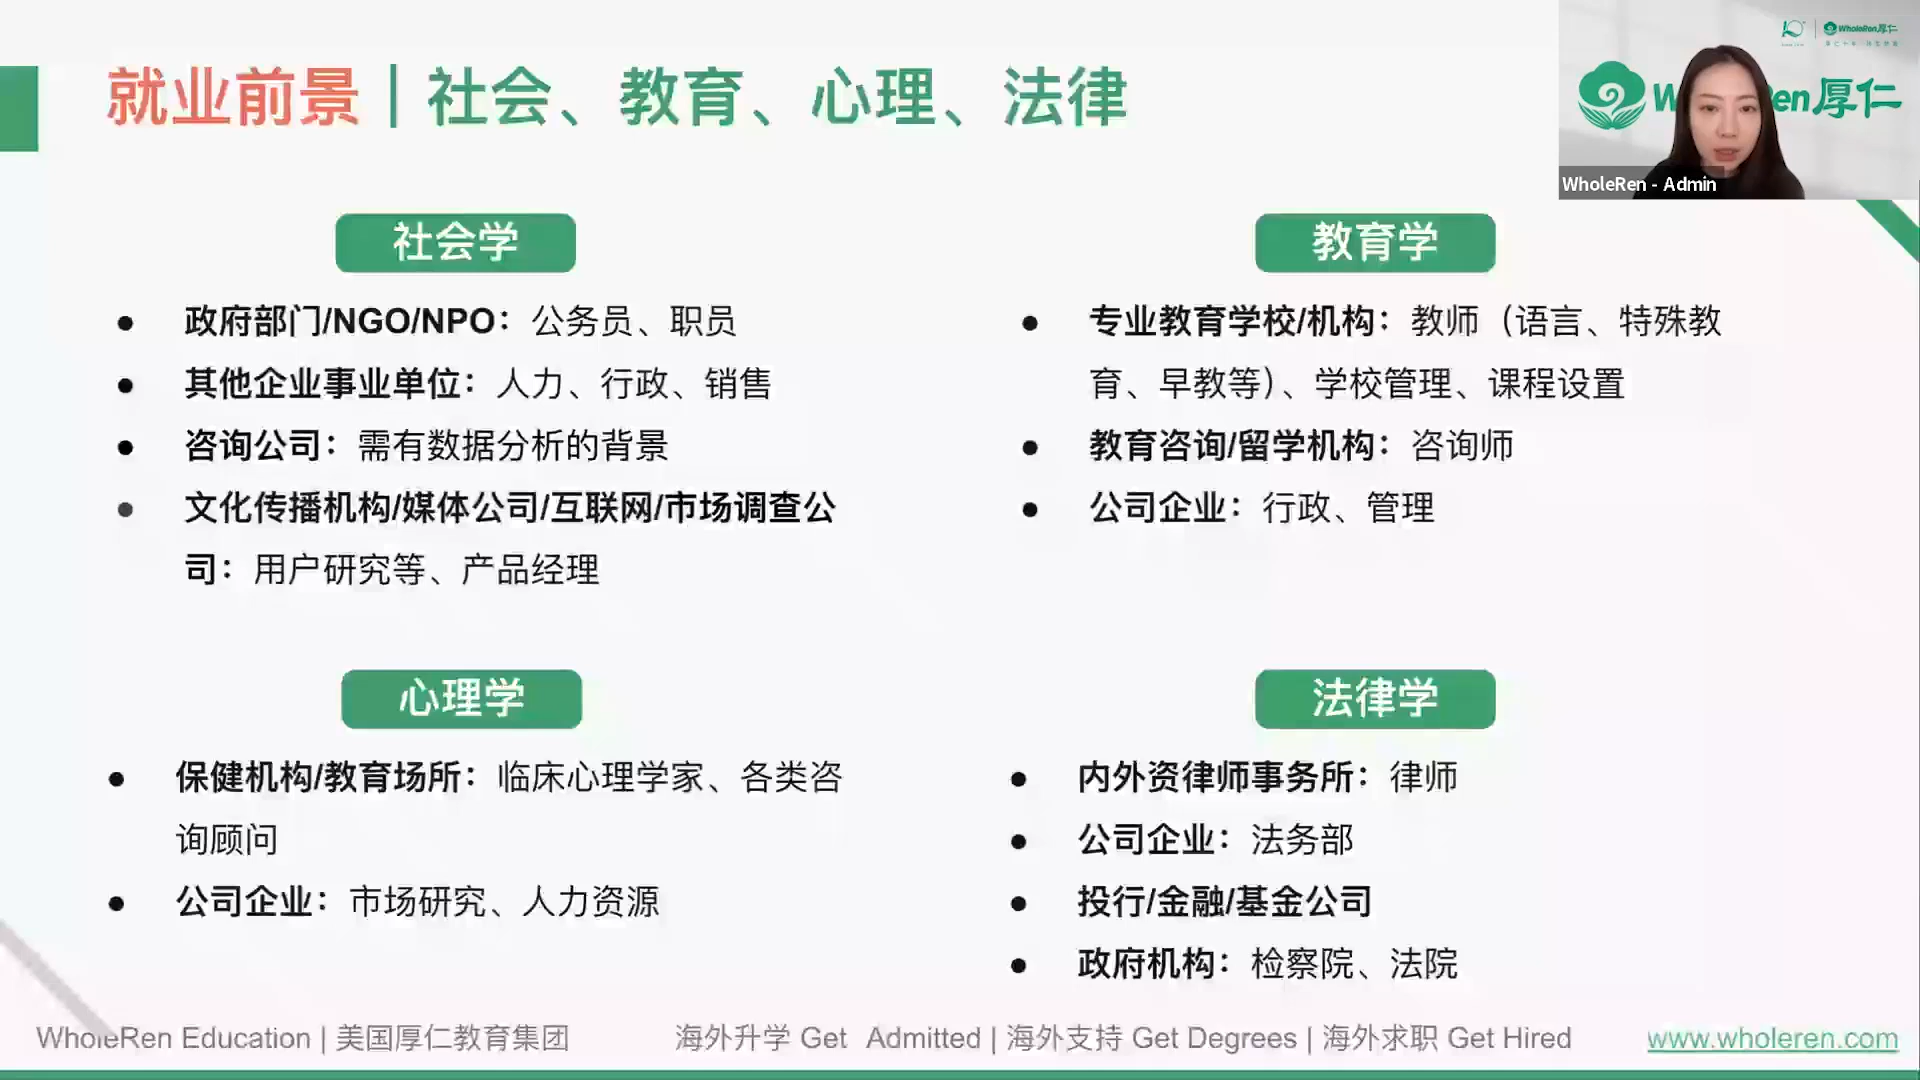 就业前景 | 社会、教育、心理、法律
WholeRen厚仁
WholeRen - Admin
社会学
政府部门/NGO/NPO：公务员、职员
其他企业事业单位：人力、行政、销售
咨询公司：需有数据分析的背景
文化传播机构/媒体公司/互联网/市场调查公
司：用户研究等、产品经理
教育学
专业教育学校/机构：教师（语言、特殊教
育、早教等）、学校管理、课程设置
教育咨询/留学机构：咨询师
公司企业：行政、管理
心理学
保健机构/教育场所：临床心理学家、各类咨
询顾问
公司企业：市场研究、人力资源
法律学
内外资律师事务所：律师
公司企业：法务部
投行/金融/基金公司
政府机构：检察院、法院
WholeRen Education | 美国厚仁教育集团
海外升学 Get Admitted | 海外支持 Get Degrees | 海外求职 Get Hired
www.wholeren.com